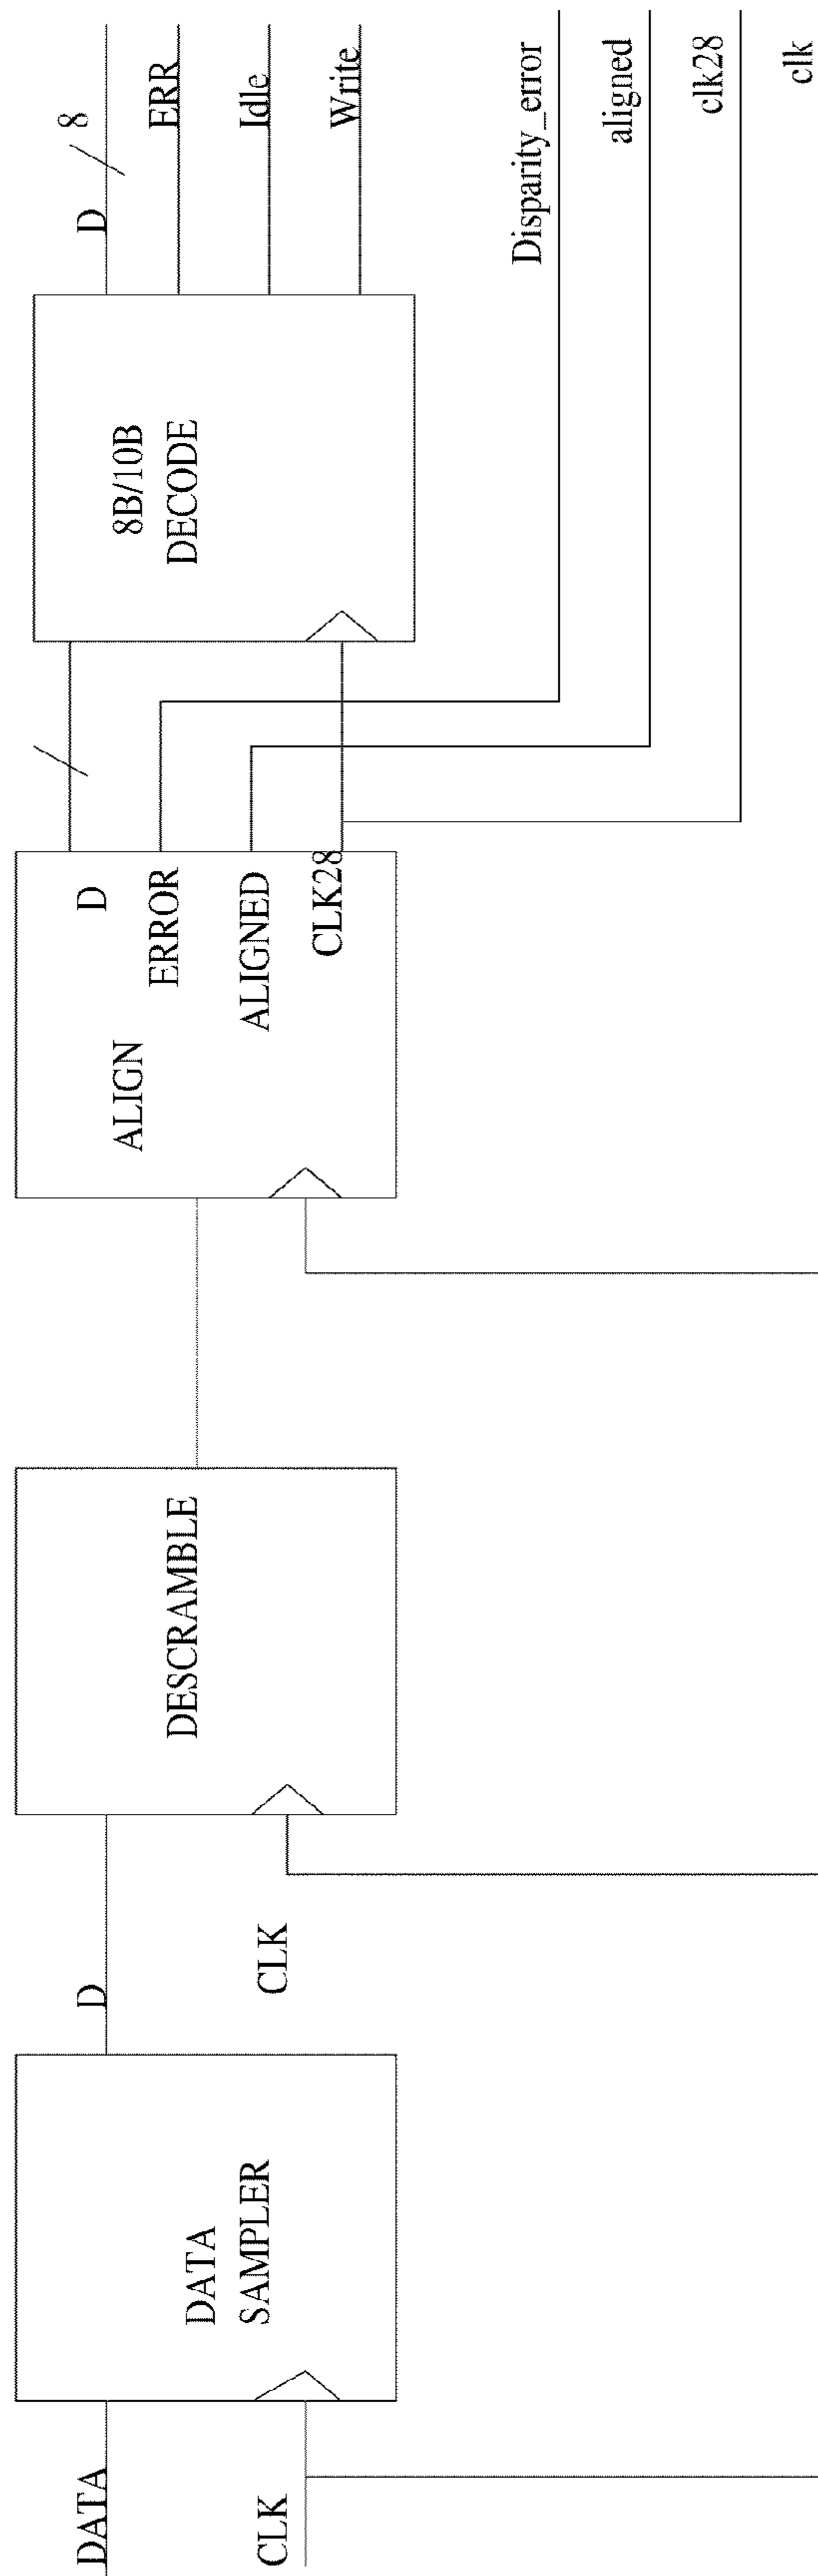 DATA
CLK
DATA
SAMPLER
D
CLK
DESCRAMBLE
ALIGN
D
ERROR
ALIGNED
CLK28
8B/10B
DECODE
D 8
ERR
Idle
Write
Disparity_error
aligned
clk28
clk